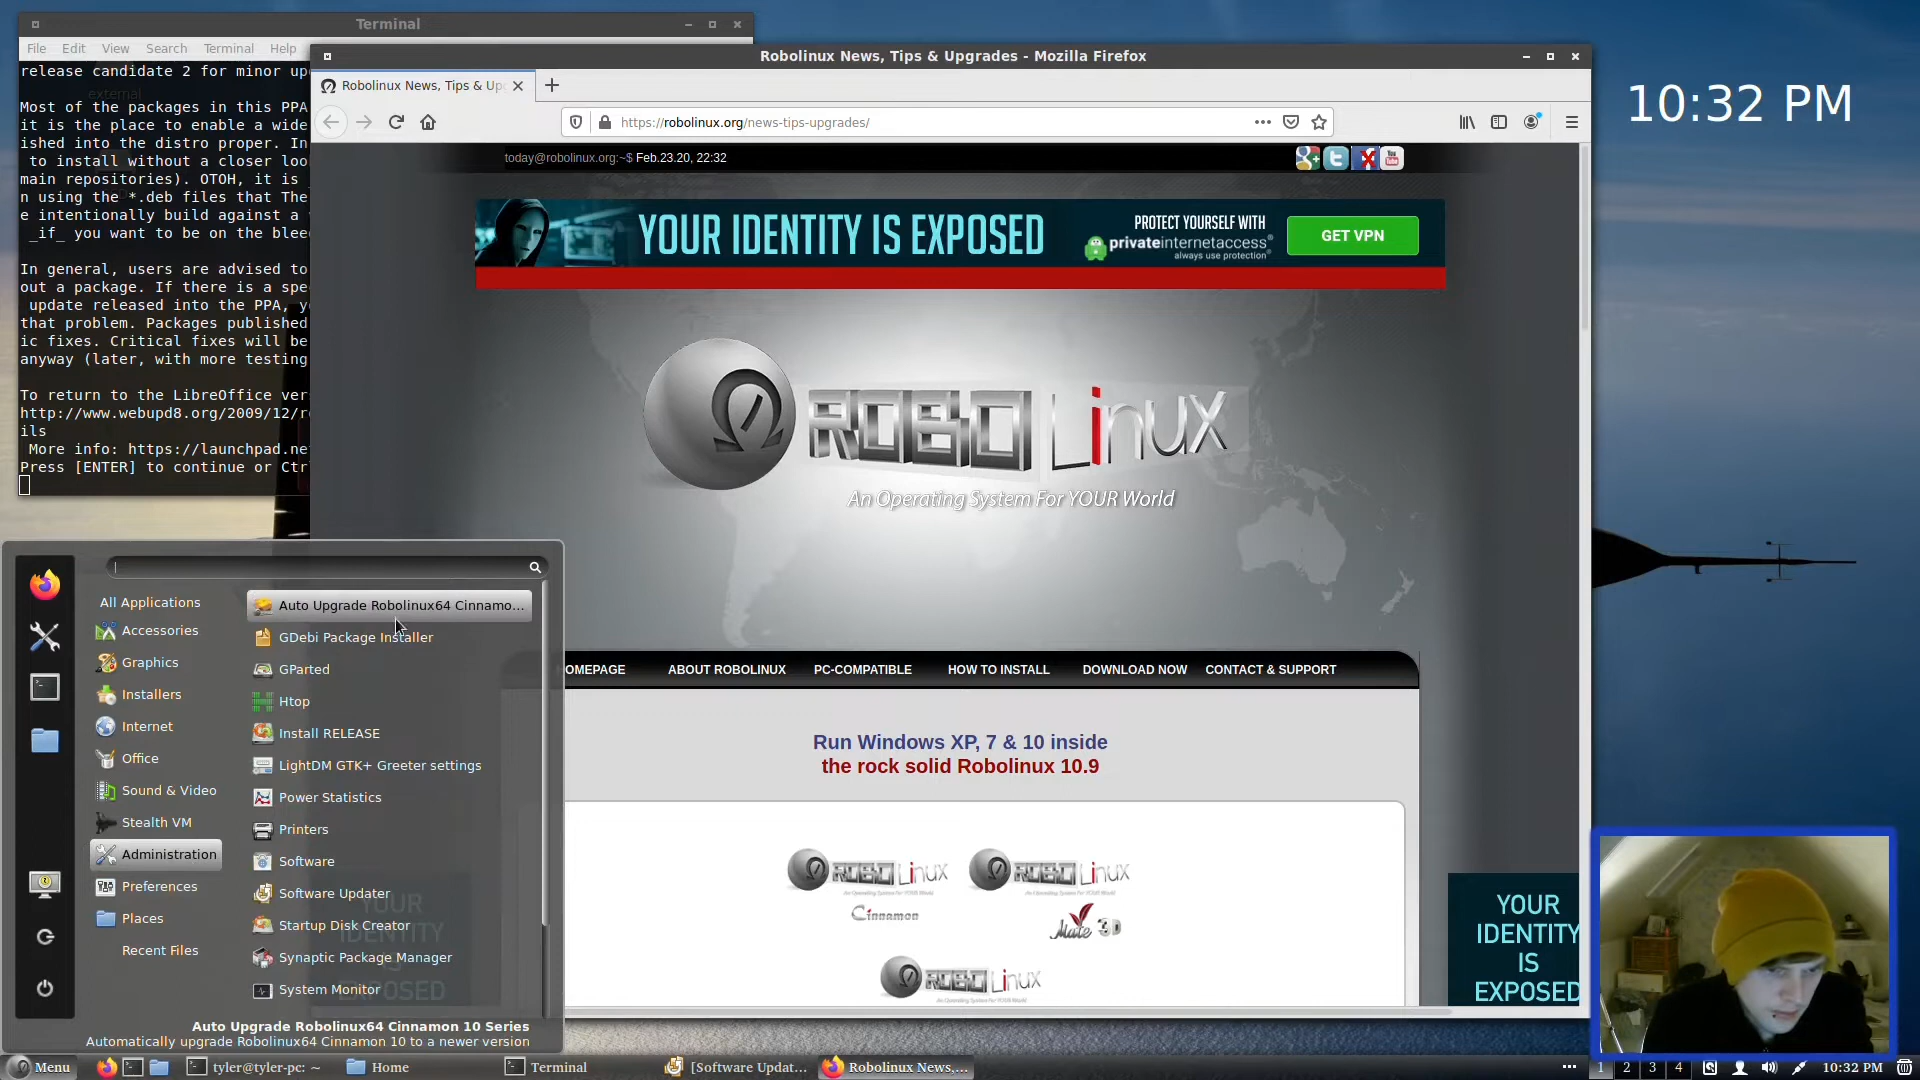 Terminal
File Edit View Search Terminal Help
release candidate 2 for minor up
Most of the packages in this PPA
it is the place to enable a wide
ished into the distro proper. In
to install without a closer loo
main repositories). OTOH, it is
n using the *.deb files that The
e intentionally build against a
_if_ you want to be on the blee
In general, users are advised to
out a package. If there is a spe
update released into the PPA, y
that problem. Packages published
ic fixes. Critical fixes will be
anyway (later, with more testing
To return to the LibreOffice ver
http://www.webupd8.org/2009/12/r
ils
More info: https://launchpad.ne
Press [ENTER] to continue or Ctr
Robolinux News, Tips & Upgrades - Mozilla Firefox
Robolinux News, Tips & Up
https://robolinux.org/news-tips-upgrades/
10:32 PM
today@robolinux.org:~$ Feb.23.20, 22:32
YOUR IDENTITY IS EXPOSED
PROTECT YOURSELF WITH
privateinternetaccess
always use protection
GET VPN
ROBOLinux
An Operating System For YOUR World
OMEPAGE ABOUT ROBOLINUX PC-COMPATIBLE HOW TO INSTALL DOWNLOAD NOW CONTACT & SUPPORT
Run Windows XP, 7 & 10 inside
the rock solid Robolinux 10.9
ROBOLinux ROBOLinux
Cinnamon Mate 3D
ROBOLinux
YOUR
IDENTITY
IS
EXPOSED
All Applications
Accessories
Graphics
Installers
Internet
Office
Sound & Video
Stealth VM
Administration
Preferences
Places
Recent Files
Auto Upgrade Robolinux64 Cinnamo...
GDebi Package Installer
GParted
Htop
Install RELEASE
LightDM GTK+ Greeter settings
Power Statistics
Printers
Software
Software Updater
Startup Disk Creator
Synaptic Package Manager
System Monitor
YOUR
IDENTITY
IS
EXPOSED
Auto Upgrade Robolinux64 Cinnamon 10 Series
Automatically upgrade Robolinux64 Cinnamon 10 to a newer version
Menu tyler@tyler-pc: ~ Home Terminal [Software Updat... Robolinux News,... 1 2 3 4 10:32 PM